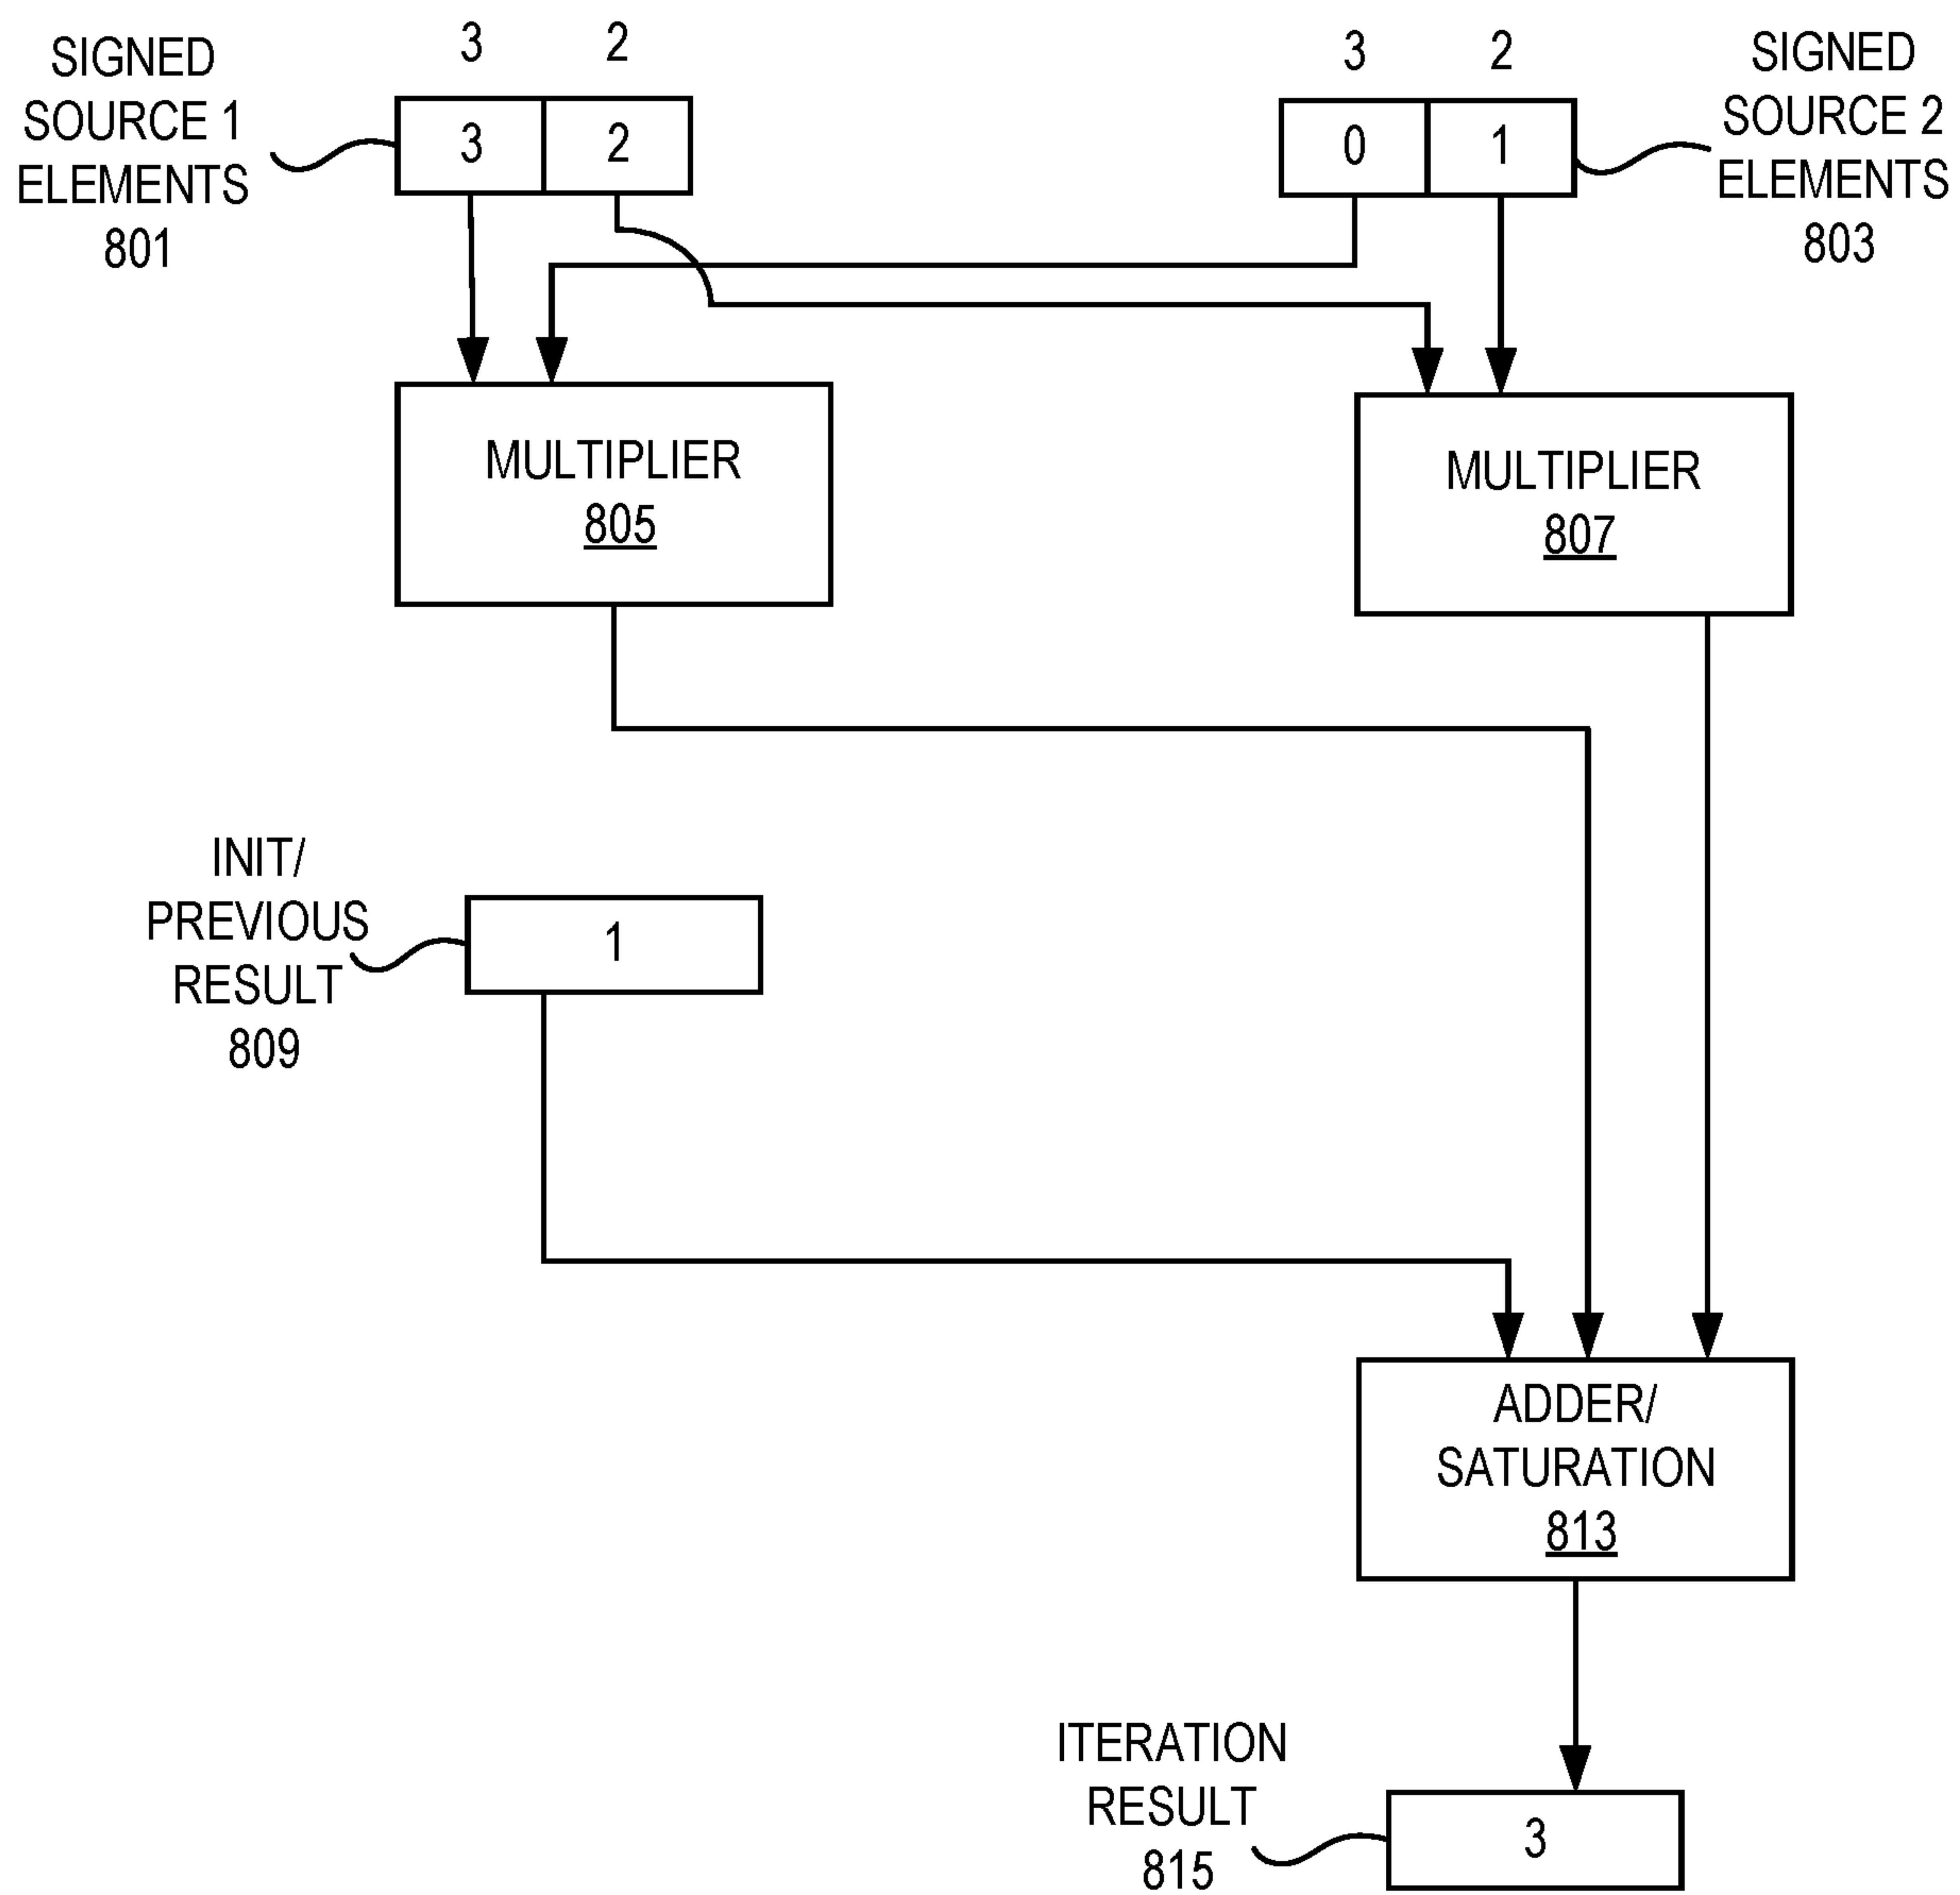 SIGNED
SOURCE 1
ELEMENTS
801
3 2
3 2
3 2
0 1
SIGNED
SOURCE 2
ELEMENTS
803
MULTIPLIER
805
MULTIPLIER
807
INIT/
PREVIOUS
RESULT
809
1
ADDER/
SATURATION
813
ITERATION
RESULT
815
3